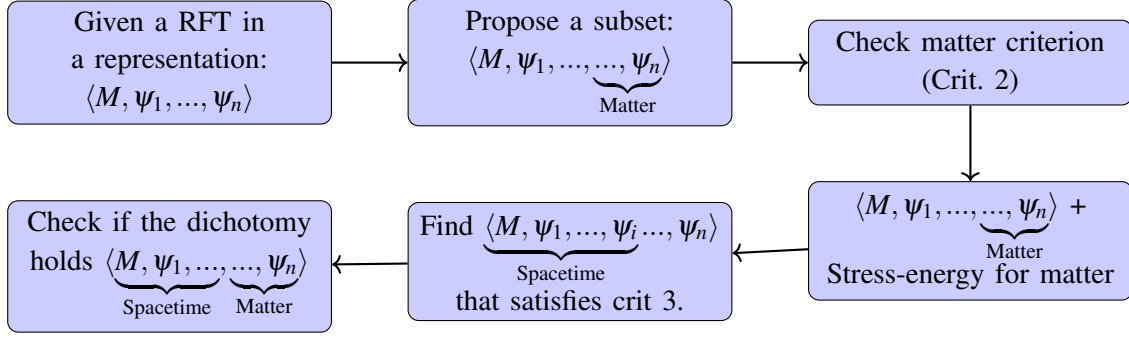 Given a RFT in
a representation:
⟨M, ψ₁, ..., ψₙ⟩
Propose a subset:
⟨M, ψ₁, ..., ..., ψₙ⟩
Matter
Check matter criterion
(Crit. 2)
⟨M, ψ₁, ..., ..., ψₙ⟩ +
Matter
Stress-energy for matter
Find ⟨M, ψ₁, ..., ψᵢ ..., ψₙ⟩
Spacetime
that satisfies crit 3.
Check if the dichotomy
holds ⟨M, ψ₁, ..., ..., ψₙ⟩
Spacetime Matter